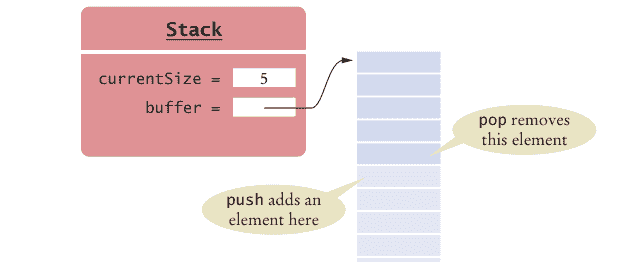 Stack
currentSize = 5
buffer =
pop removes
this element
push adds an
element here